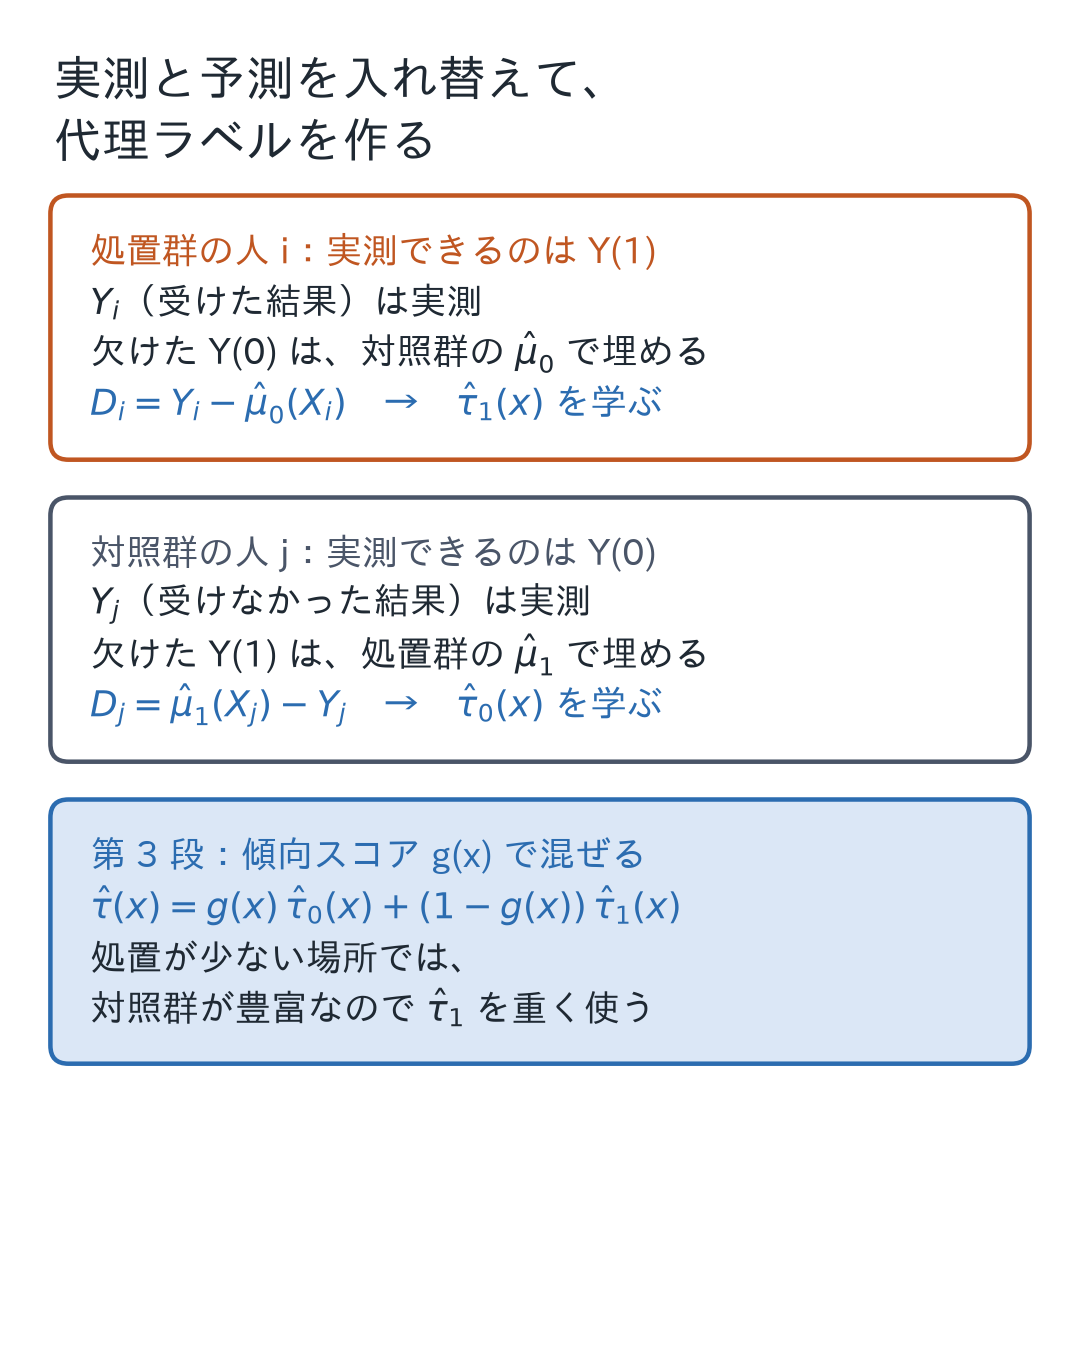 実測と予測を入れ替えて、
代理ラベルを作る
処置群の人 i：実測できるのは Y(1)
Yᵢ（受けた結果）は実測
欠けた Y(0) は、対照群の μ̂₀ で埋める
Dᵢ = Yᵢ − μ̂₀(Xᵢ) → τ̂₁(x) を学ぶ
対照群の人 j：実測できるのは Y(0)
Yⱼ（受けなかった結果）は実測
欠けた Y(1) は、処置群の μ̂₁ で埋める
Dⱼ = μ̂₁(Xⱼ) − Yⱼ → τ̂₀(x) を学ぶ
第 3 段：傾向スコア g(x) で混ぜる
τ̂(x) = g(x) τ̂₀(x) + (1 − g(x)) τ̂₁(x)
処置が少ない場所では、
対照群が豊富なので τ̂₁ を重く使う